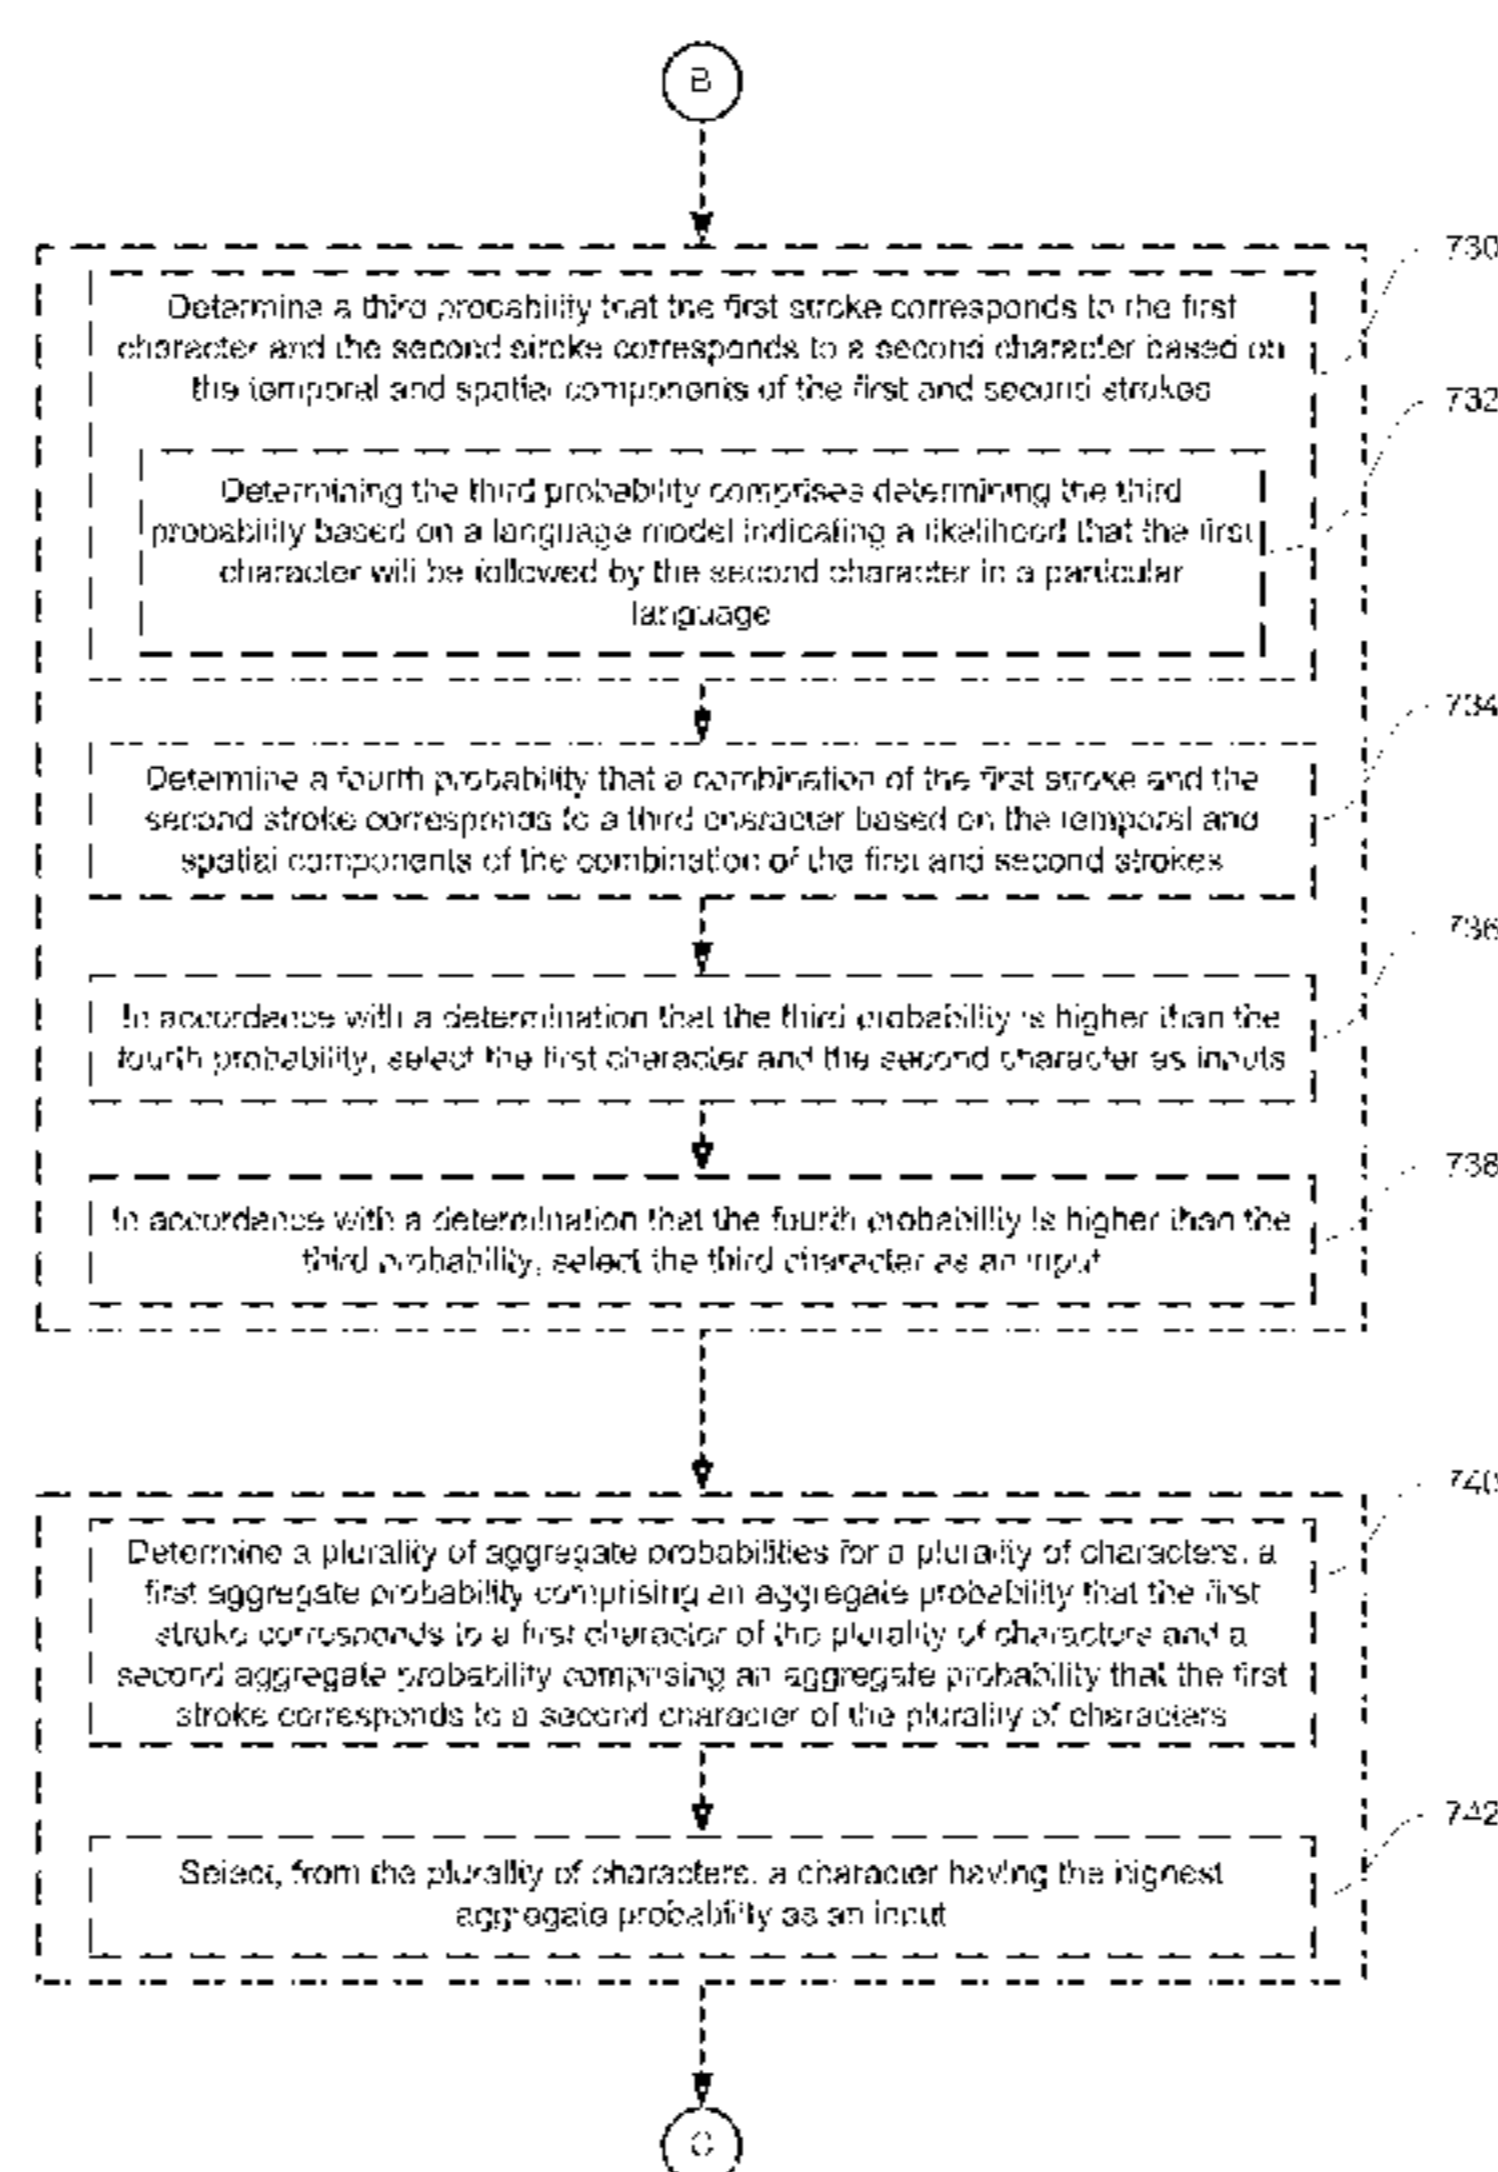 B
730
Determine a third probability that the first stroke corresponds to the first
character and the second stroke corresponds to a second character based on
the temporal and spatial components of the first and second strokes
732
Determining the third probability comprises determining the third
probability based on a language model indicating a likelihood that the first
character will be followed by the second character in a particular
language
734
Determine a fourth probability that a combination of the first stroke and the
second stroke corresponds to a third character based on the temporal and
spatial components of the combination of the first and second strokes
736
In accordance with a determination that the third probability is higher than the
fourth probability, select the first character and the second character as inputs
738
In accordance with a determination that the fourth probability is higher than the
third probability, select the third character as an input
740
Determine a plurality of aggregate probabilities for a plurality of characters, a
first aggregate probability comprising an aggregate probability that the first
stroke corresponds to a first character of the plurality of characters and a
second aggregate probability comprising an aggregate probability that the first
stroke corresponds to a second character of the plurality of characters
742
Select, from the plurality of characters, a character having the highest
aggregate probability as an input
C